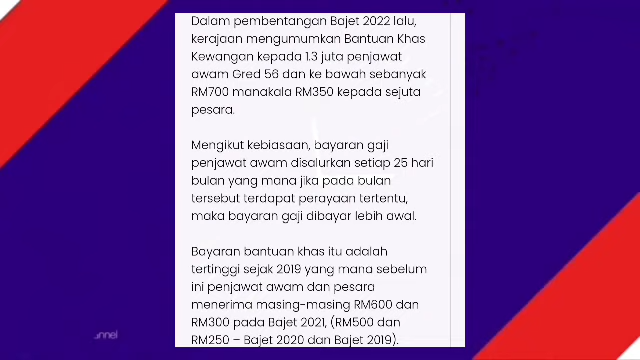 Dalam pembentangan Bajet 2022 lalu,
kerajaan mengumumkan Bantuan Khas
Kewangan kepada 1.3 juta penjawat
awam Gred 56 dan ke bawah sebanyak
RM700 manakala RM350 kepada sejuta
pesara.
Mengikut kebiasaan, bayaran gaji
penjawat awam disalurkan setiap 25 hari
bulan yang mana jika pada bulan
tersebut terdapat perayaan tertentu,
maka bayaran gaji dibayar lebih awal.
Bayaran bantuan khas itu adalah
tertinggi sejak 2019 yang mana sebelum
ini penjawat awam dan pesara
menerima masing-masing RM600 dan
RM300 pada Bajet 2021, (RM500 dan
RM250 – Bajet 2020 dan Bajet 2019).